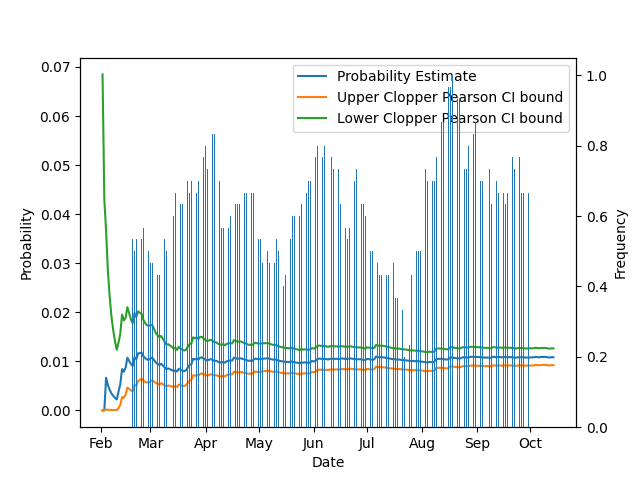 Probability Estimate
Upper Clopper Pearson CI bound
Lower Clopper Pearson CI bound
0.07
0.06
0.05
0.04
0.03
0.02
0.01
0.00
Probability
1.0
0.8
0.6
0.4
0.2
0.0
Frequency
Feb Mar Apr May Jun Jul Aug Sep Oct
Date